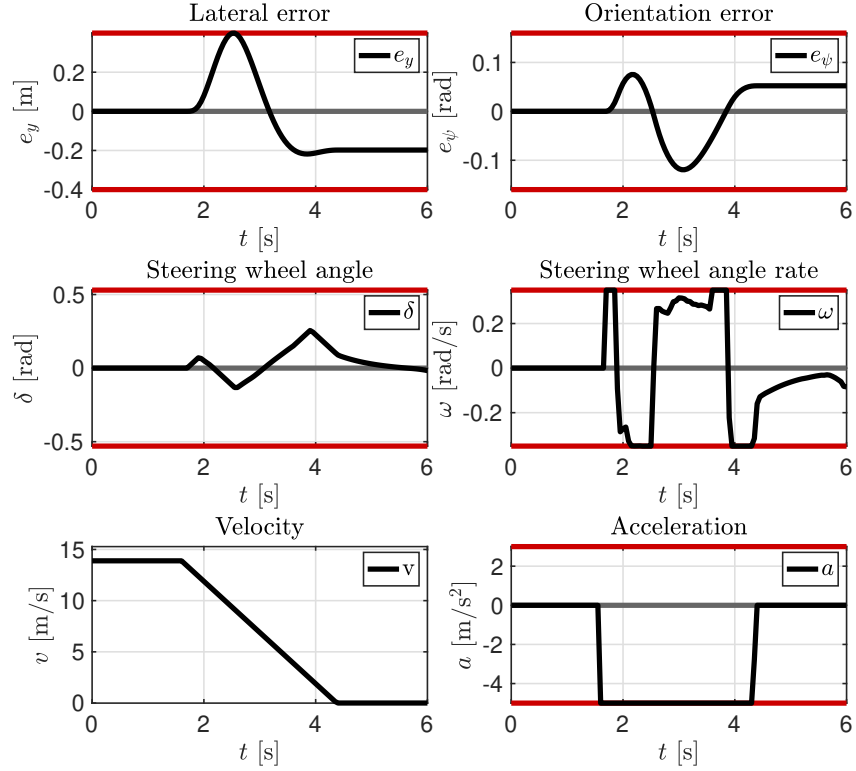 Lateral error
0.2
0
-0.2
-0.4
e_y [m]
e_y
0 2 4 6
t [s]
Orientation error
0.1
0
-0.1
e_ψ [rad]
e_ψ
0 2 4 6
t [s]
Steering wheel angle
0.5
0
-0.5
δ [rad]
δ
0 2 4 6
t [s]
Steering wheel angle rate
0.2
0
-0.2
ω [rad/s]
ω
0 2 4 6
t [s]
Velocity
15
10
5
0
v [m/s]
v
0 2 4 6
t [s]
Acceleration
2
0
-2
-4
a [m/s²]
a
0 2 4 6
t [s]